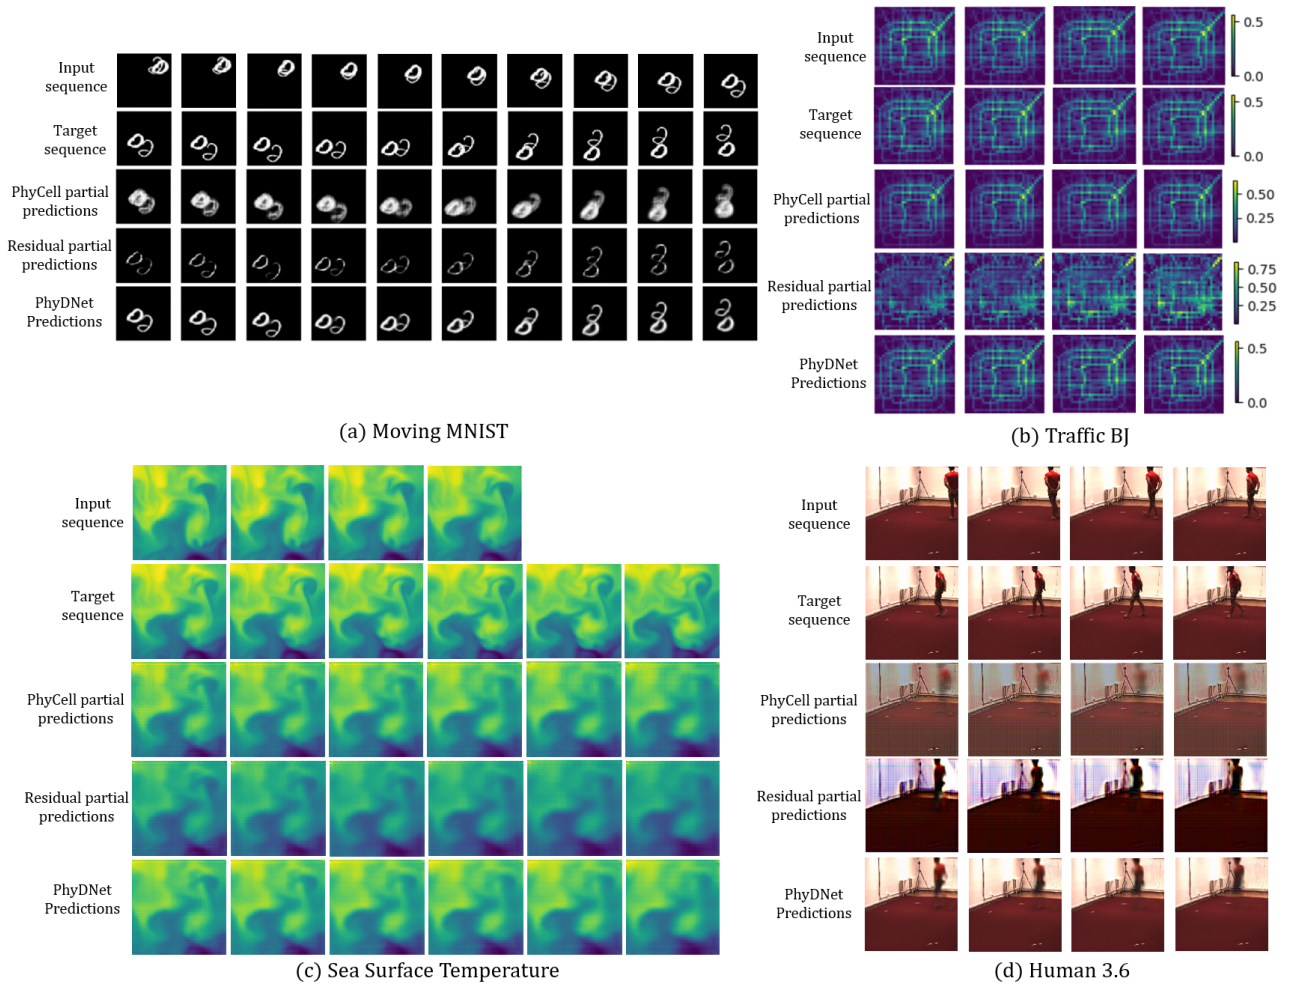 Input
sequence
Target
sequence
PhyCell partial
predictions
Residual partial
predictions
PhyDNet
Predictions
(a) Moving MNIST
Input
sequence
0.5
0.0
Target
sequence
0.5
0.0
PhyCell partial
predictions
0.50
0.25
Residual partial
predictions
0.75
0.50
0.25
PhyDNet
Predictions
0.5
0.0
(b) Traffic BJ
Input
sequence
Target
sequence
PhyCell partial
predictions
Residual partial
predictions
PhyDNet
Predictions
(c) Sea Surface Temperature
Input
sequence
Target
sequence
PhyCell partial
predictions
Residual partial
predictions
PhyDNet
Predictions
(d) Human 3.6